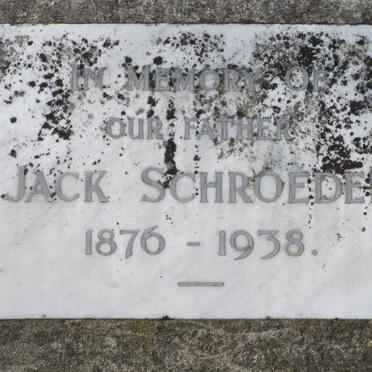 IN MEMORY OF
OUR FATHER
JACK SCHROEDE
1876 - 1938.